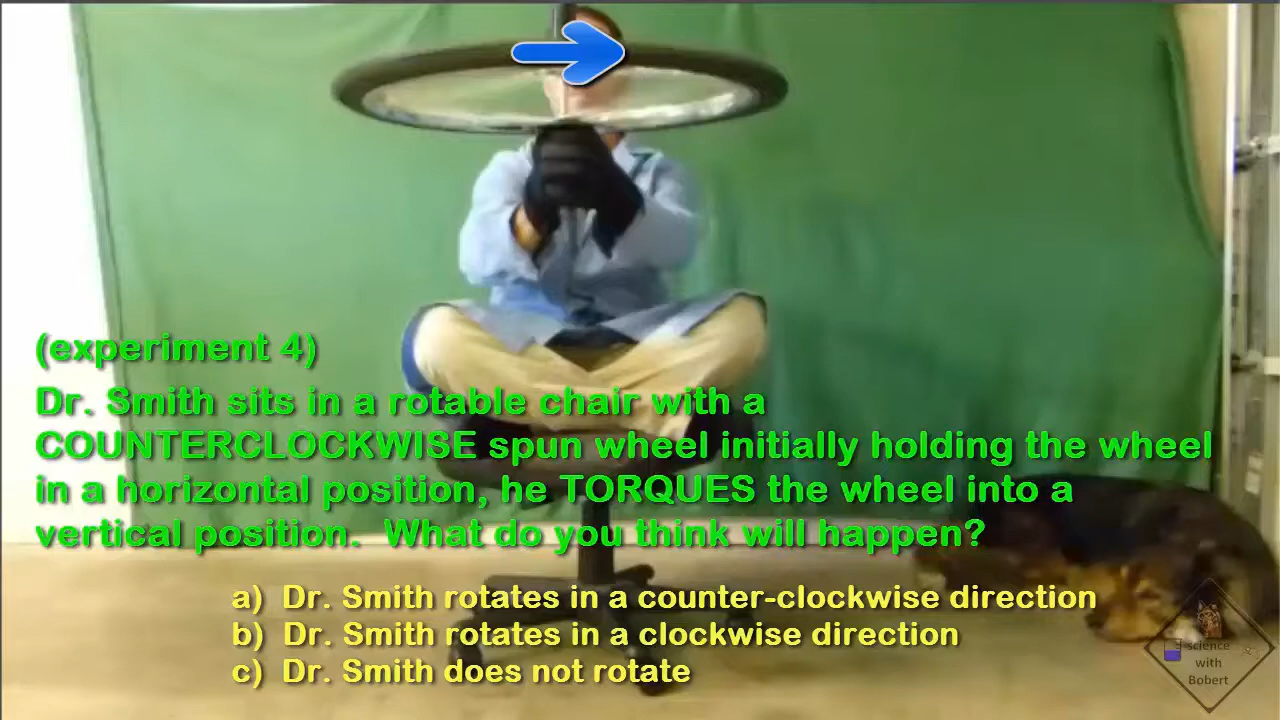 (experiment 4)
Dr. Smith sits in a rotable chair with a
COUNTERCLOCKWISE spun wheel initially holding the wheel
in a horizontal position, he TORQUES the wheel into a
vertical position.  What do you think will happen?
a)  Dr. Smith rotates in a counter-clockwise direction
b)  Dr. Smith rotates in a clockwise direction
c)  Dr. Smith does not rotate
science
with
Bobert